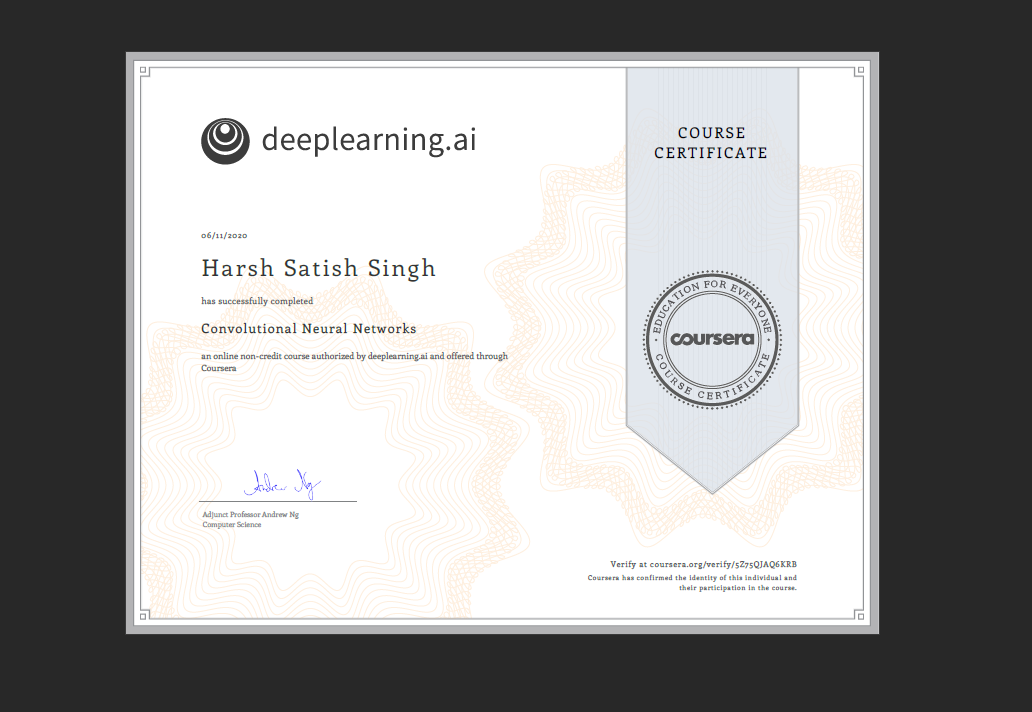 deeplearning.ai
COURSE
CERTIFICATE
06/11/2020
Harsh Satish Singh
has successfully completed
Convolutional Neural Networks
an online non-credit course authorized by deeplearning.ai and offered through
Coursera
EDUCATION FOR EVERYONE
coursera
COURSE CERTIFICATE
Andrew Ng
Adjunct Professor Andrew Ng
Computer Science
Verify at coursera.org/verify/5Z75QJAQ6KRB
Coursera has confirmed the identity of this individual and
their participation in the course.